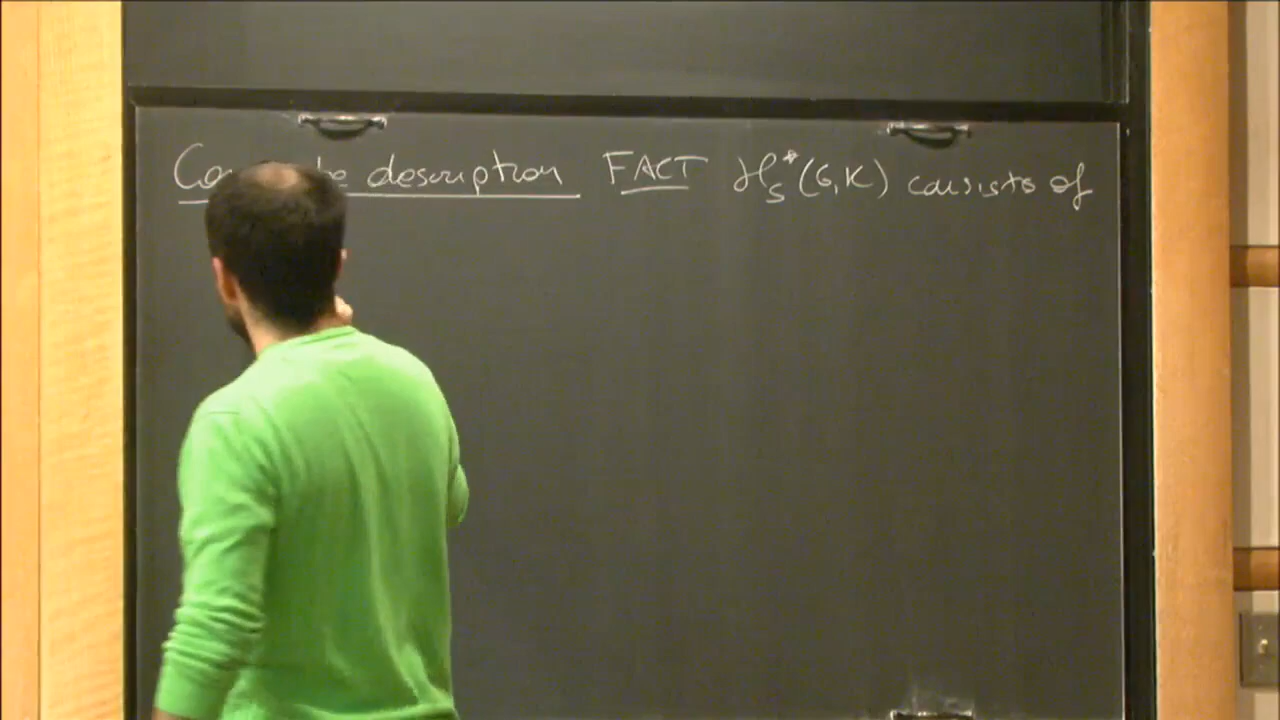 description FACT ℋ_S^*(G,K) consists of